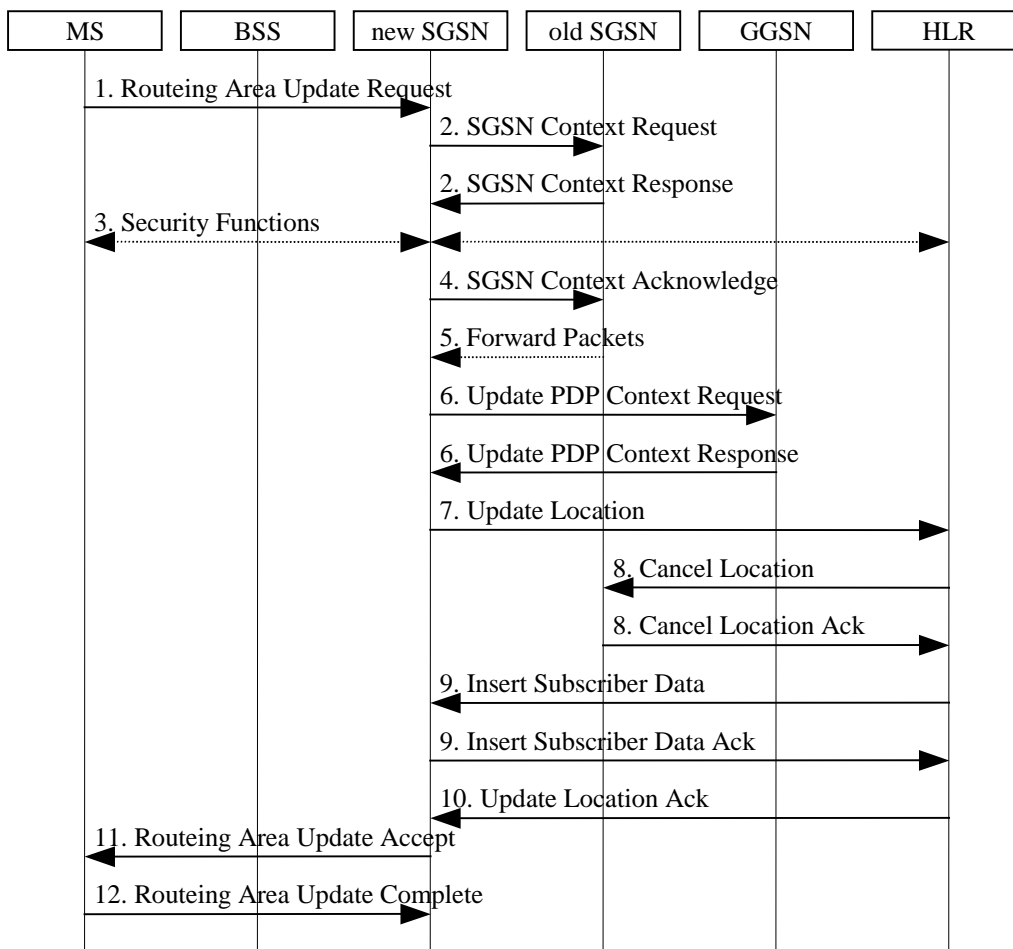 MS
BSS
new SGSN
old SGSN
GGSN
HLR
1. Routeing Area Update Request
2. SGSN Context Request
2. SGSN Context Response
3. Security Functions
4. SGSN Context Acknowledge
5. Forward Packets
6. Update PDP Context Request
6. Update PDP Context Response
7. Update Location
8. Cancel Location
8. Cancel Location Ack
9. Insert Subscriber Data
9. Insert Subscriber Data Ack
10. Update Location Ack
11. Routeing Area Update Accept
12. Routeing Area Update Complete